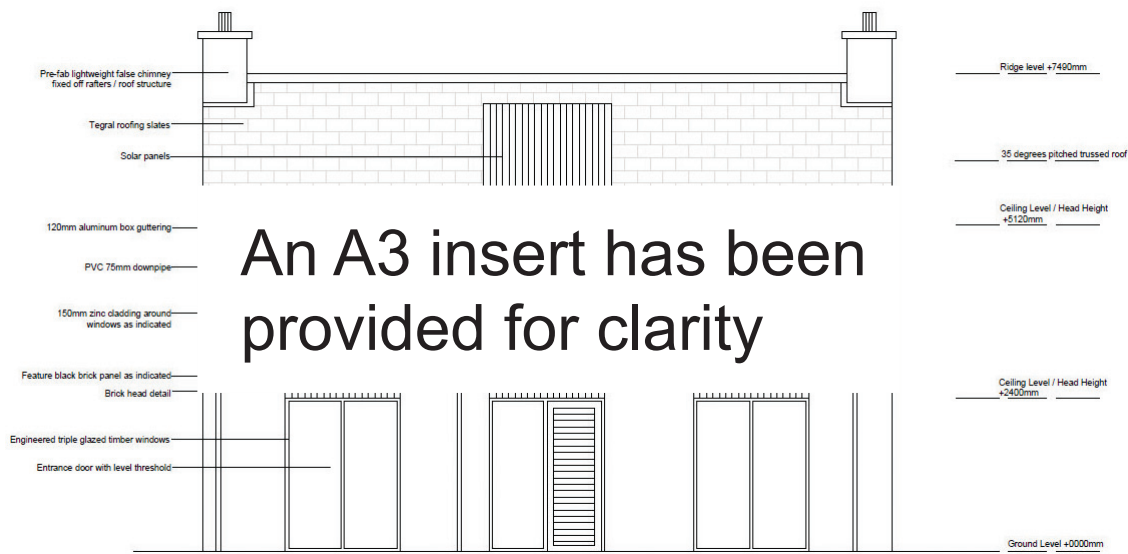 Pre-fab lightweight false chimney
fixed off rafters / roof structure
Tegral roofing slates
Solar panels
120mm aluminum box guttering
PVC 75mm downpipe
150mm zinc cladding around
windows as indicated
Feature black brick panel as indicated
Brick head detail
Engineered triple glazed timber windows
Entrance door with level threshold
An A3 insert has been
provided for clarity
Ridge level +7490mm
35 degrees pitched trussed roof
Ceiling Level / Head Height
+5120mm
Ceiling Level / Head Height
+2400mm
Ground Level +0000mm